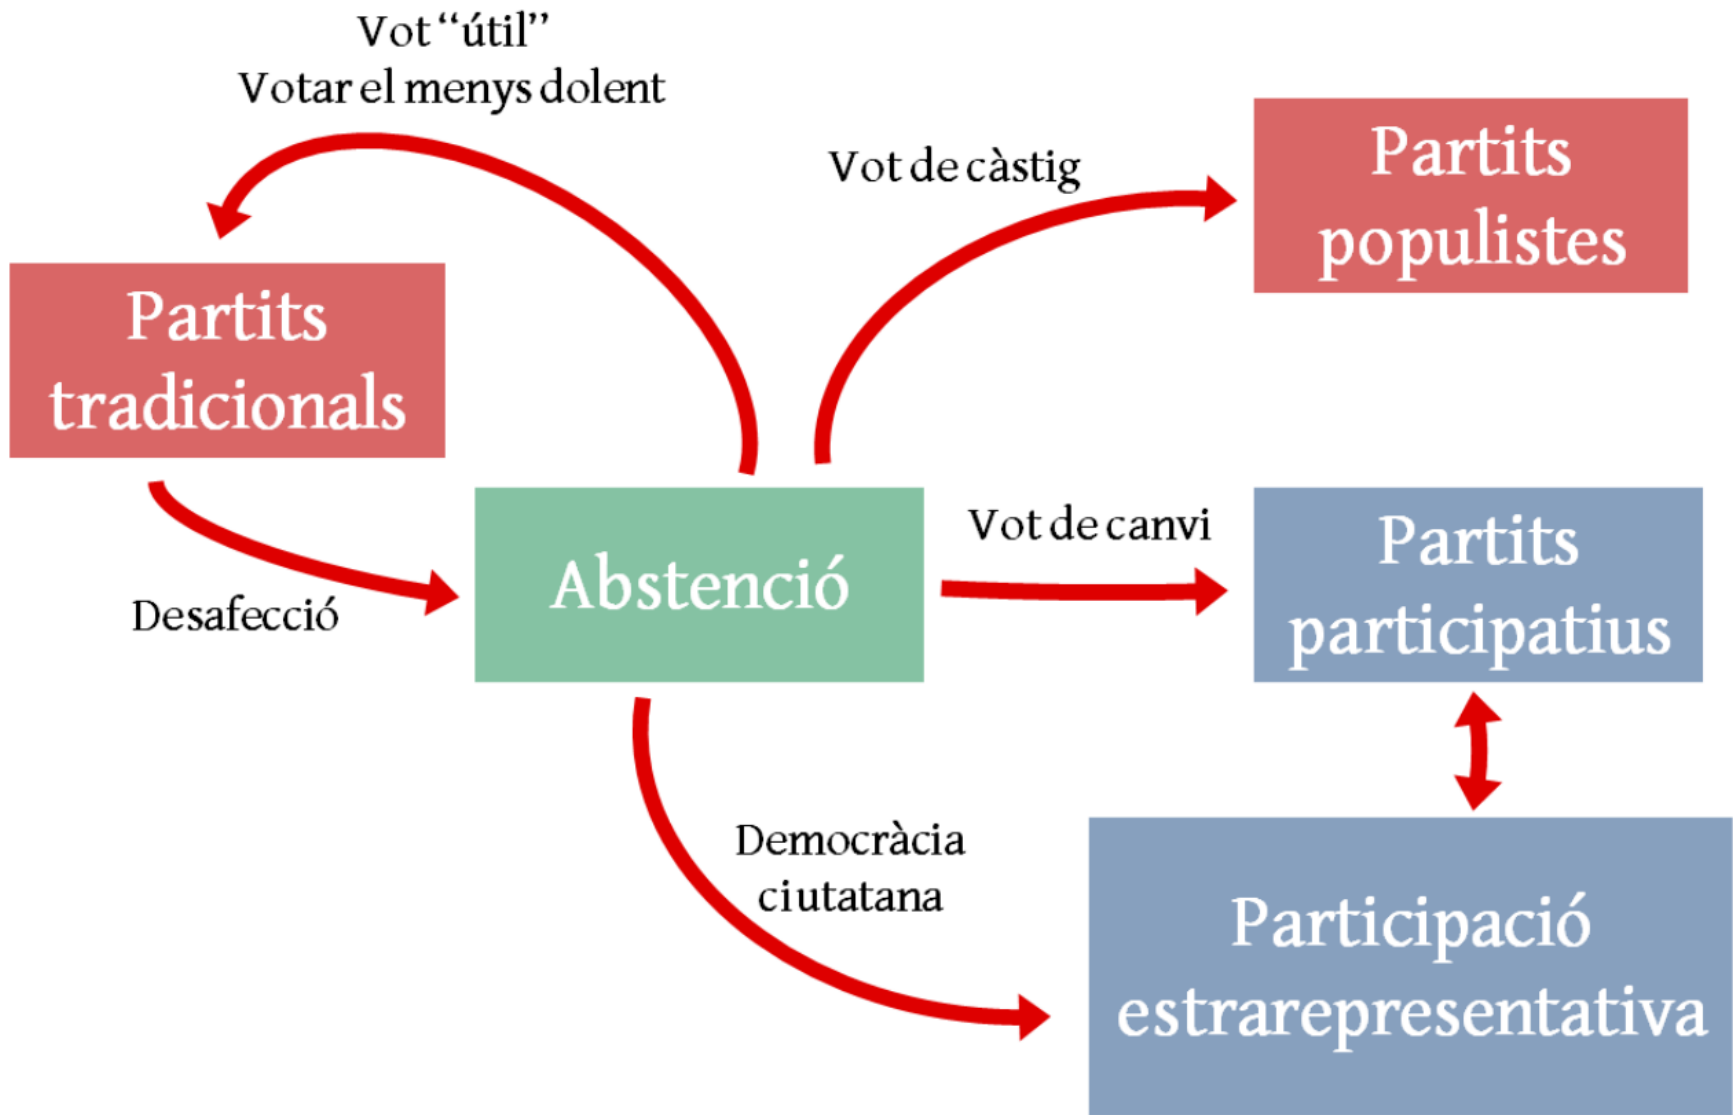 Vot “útil”
Votar el menys dolent
Vot de càstig
Partits
populistes
Partits
tradicionals
Desafecció
Abstenció
Vot de canvi
Partits
participatius
Democràcia
ciutatana
Participació
estrarepresentativa